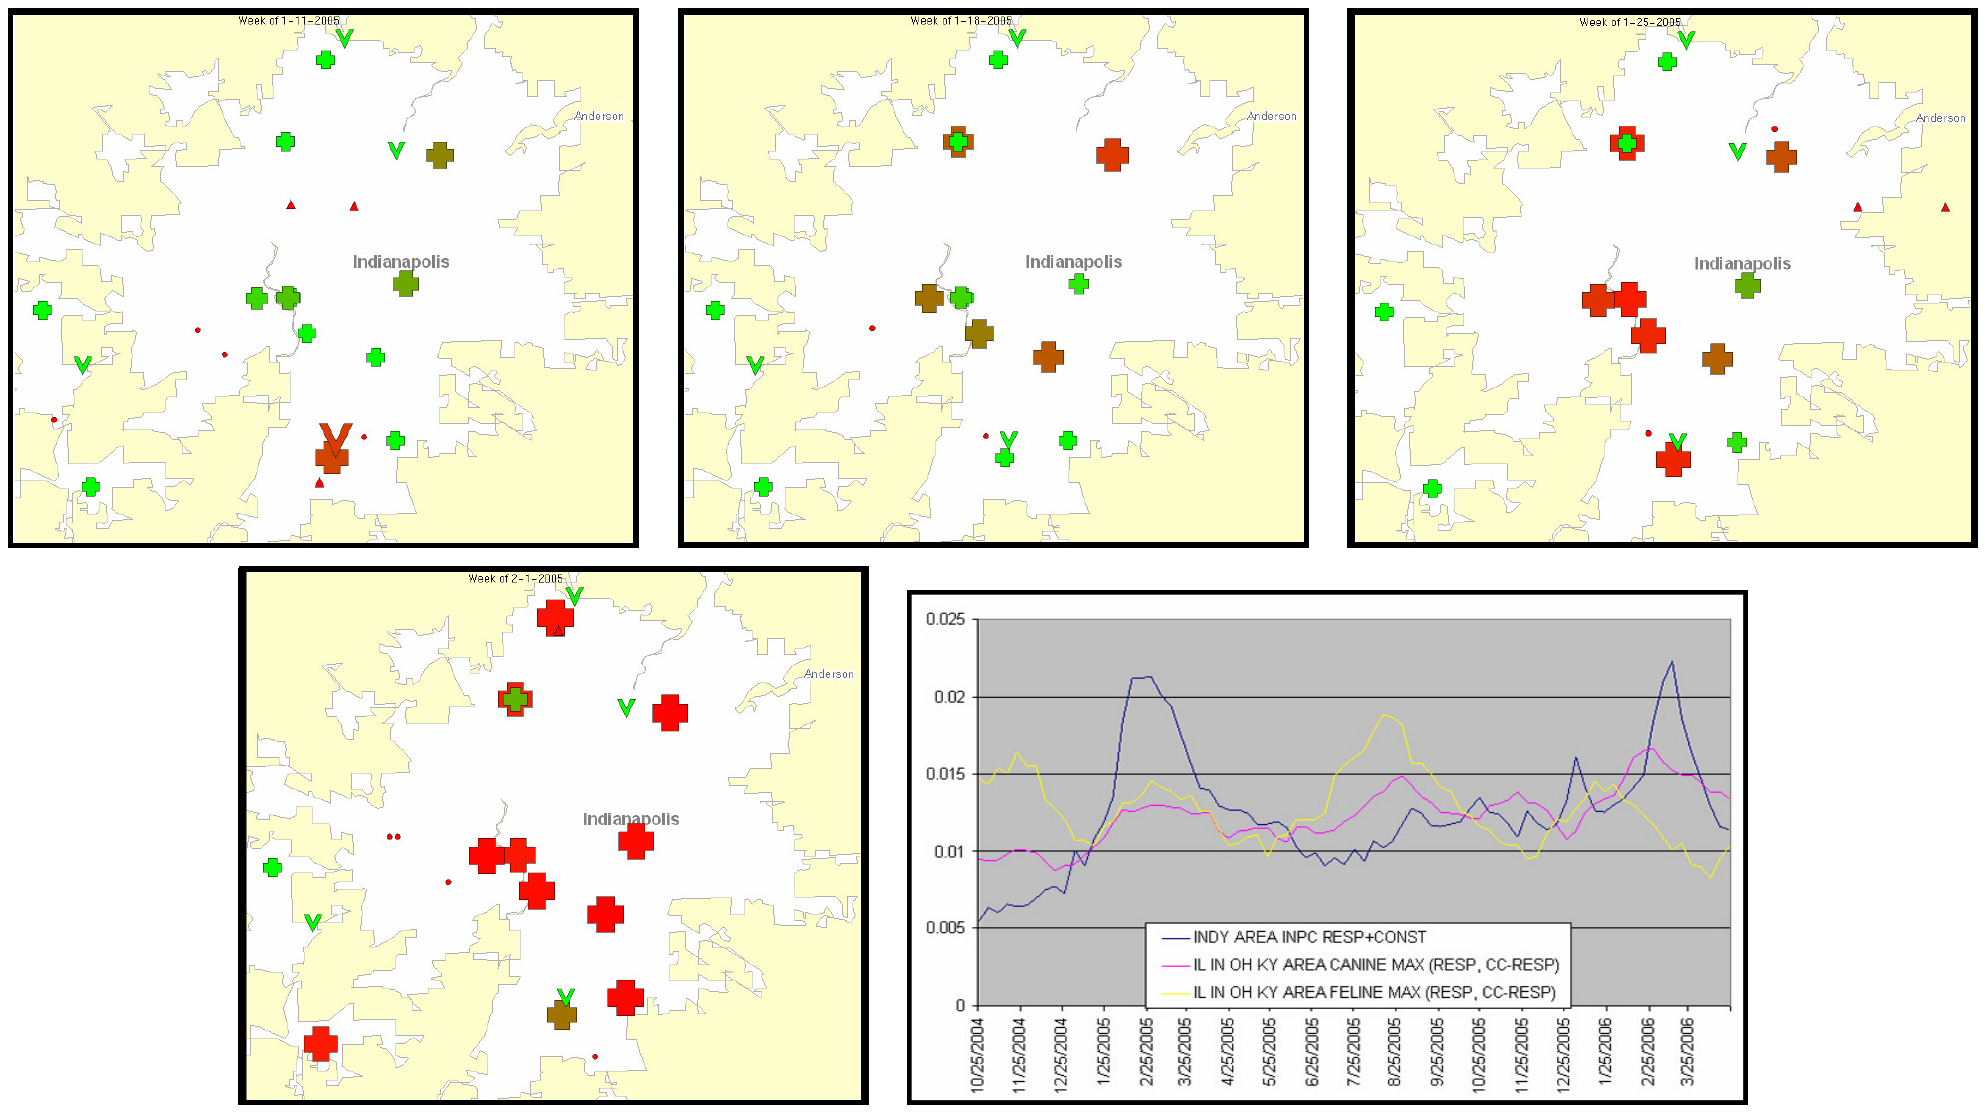 Week of 1-11-2005
Anderson
Indianapolis
Week of 1-18-2005
Anderson
Indianapolis
Week of 1-25-2005
Anderson
Indianapolis
Week of 2-1-2005
Anderson
Indianapolis
0.025
0.02
0.015
0.01
0.005
0
INDY AREA INPC RESP+CONST
IL IN OH KY AREA CANINE MAX (RESP, CC-RESP)
IL IN OH KY AREA FELINE MAX (RESP, CC-RESP)
10/25/2004
11/25/2004
12/25/2004
1/25/2005
2/25/2005
3/25/2005
4/25/2005
5/25/2005
6/25/2005
7/25/2005
8/25/2005
9/25/2005
10/25/2005
11/25/2005
12/25/2005
1/25/2006
2/25/2006
3/25/2006